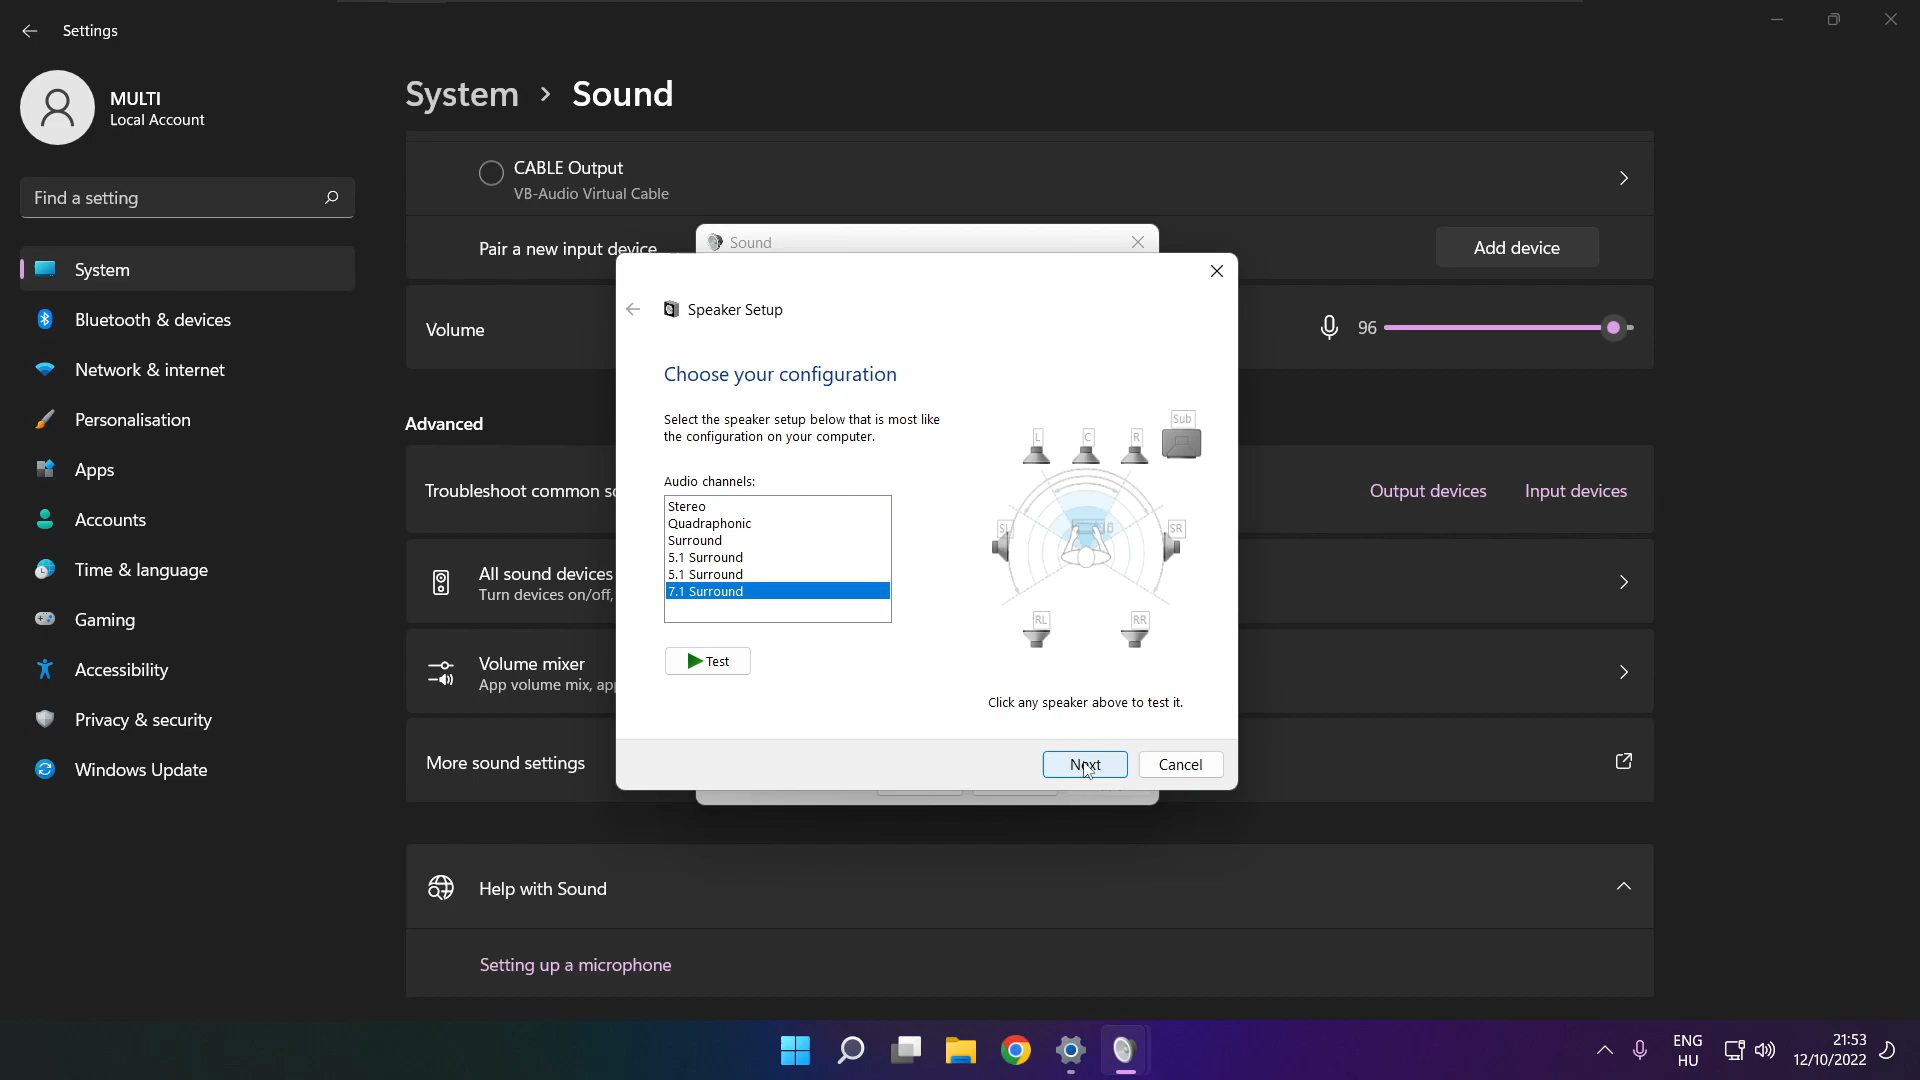 Settings
MULTI
Local Account
Find a setting
System
Bluetooth & devices
Network & internet
Personalisation
Apps
Accounts
Time & language
Gaming
Accessibility
Privacy & security
Windows Update
System > Sound
CABLE Output
VB-Audio Virtual Cable
Pair a new input device
Add device
Volume
96
Advanced
Troubleshoot common so
Output devices
Input devices
All sound devices
Turn devices on/off,
Volume mixer
App volume mix, app
More sound settings
Help with Sound
Setting up a microphone
Sound
Speaker Setup
Choose your configuration
Select the speaker setup below that is most like
the configuration on your computer.
Audio channels:
Stereo
Quadraphonic
Surround
5.1 Surround
5.1 Surround
7.1 Surround
Test
L
C
R
Sub
SL
SR
RL
RR
Click any speaker above to test it.
Next
Cancel
ENG
HU
21:53
12/10/2022